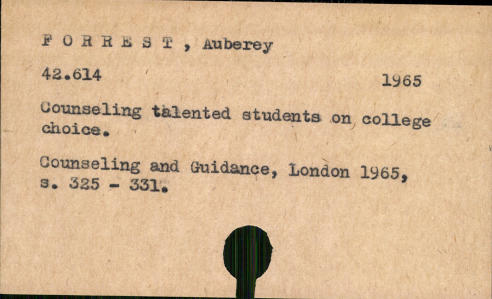 F O R R E S T , Auberey
42.614 1965
Counseling talented students on college
choice.
Counseling and Guidance, London 1965,
s. 325 - 331.